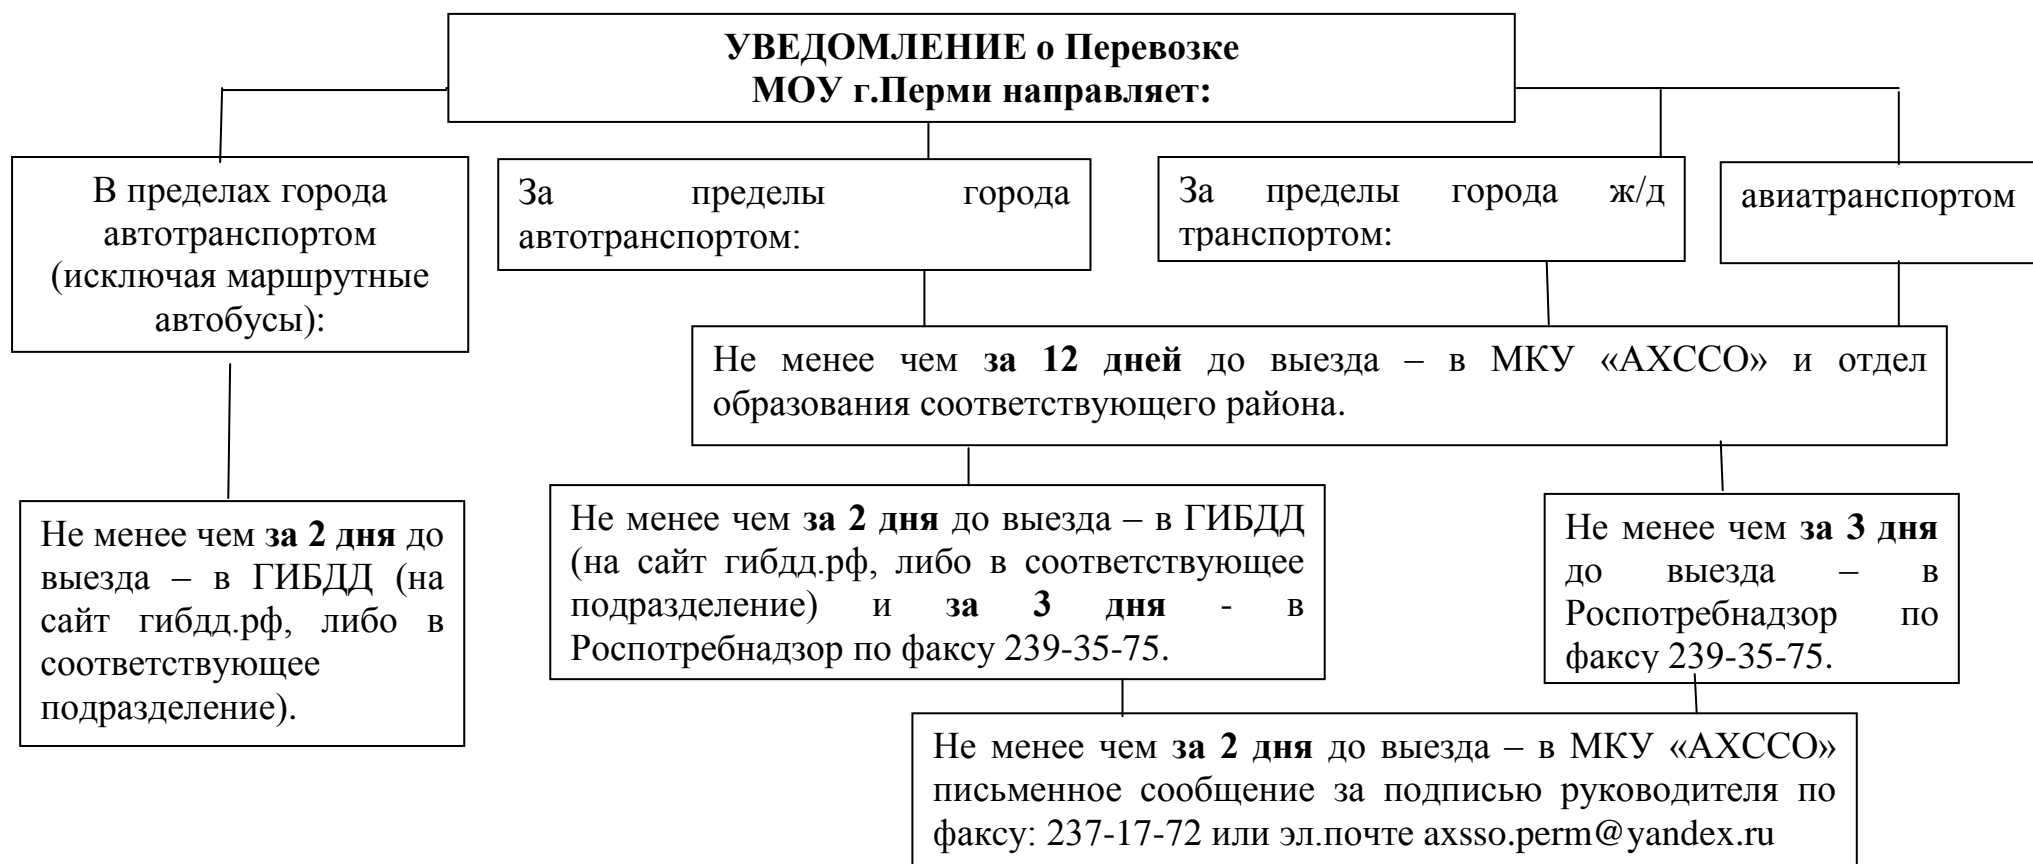 УВЕДОМЛЕНИЕ о Перевозке
МОУ г.Перми направляет:
В пределах города
автотранспортом
(исключая маршрутные
автобусы):
За пределы города
автотранспортом:
За пределы города ж/д
транспортом:
авиатранспортом
Не менее чем за 12 дней до выезда – в МКУ «АХССО» и отдел
образования соответствующего района.
Не менее чем за 2 дня до
выезда – в ГИБДД (на
сайт гибдд.рф, либо в
соответствующее
подразделение).
Не менее чем за 2 дня до выезда – в ГИБДД
(на сайт гибдд.рф, либо в соответствующее
подразделение) и за 3 дня - в
Роспотребнадзор по факсу 239-35-75.
Не менее чем за 3 дня
до выезда – в
Роспотребнадзор по
факсу 239-35-75.
Не менее чем за 2 дня до выезда – в МКУ «АХССО»
письменное сообщение за подписью руководителя по
факсу: 237-17-72 или эл.почте axsso.perm@yandex.ru